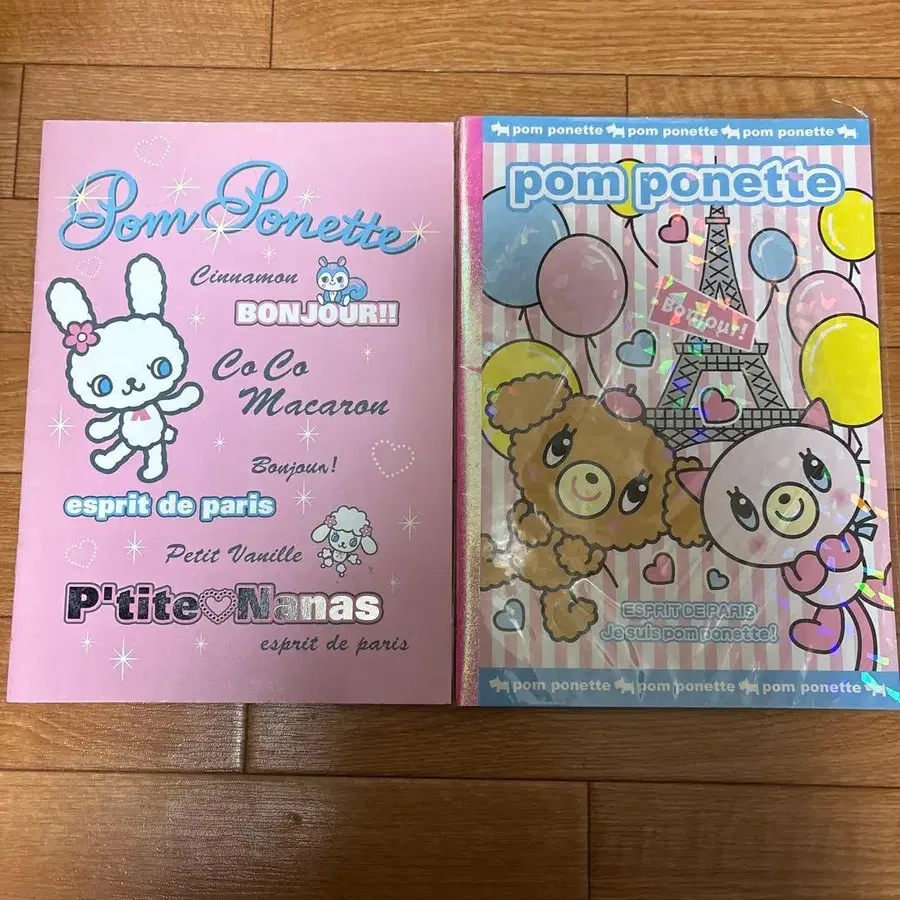 Pom Ponette
Cinnamon
BONJOUR!!
CoCo
Macaron
Bonjour!
esprit de paris
Petit Vanille
P'tite Nanas
esprit de paris
pom ponette pom ponette pom ponette
pom ponette
Bonjour!
ESPRIT DE PARIS
Je suis pom ponette!
pom ponette pom ponette pom ponette